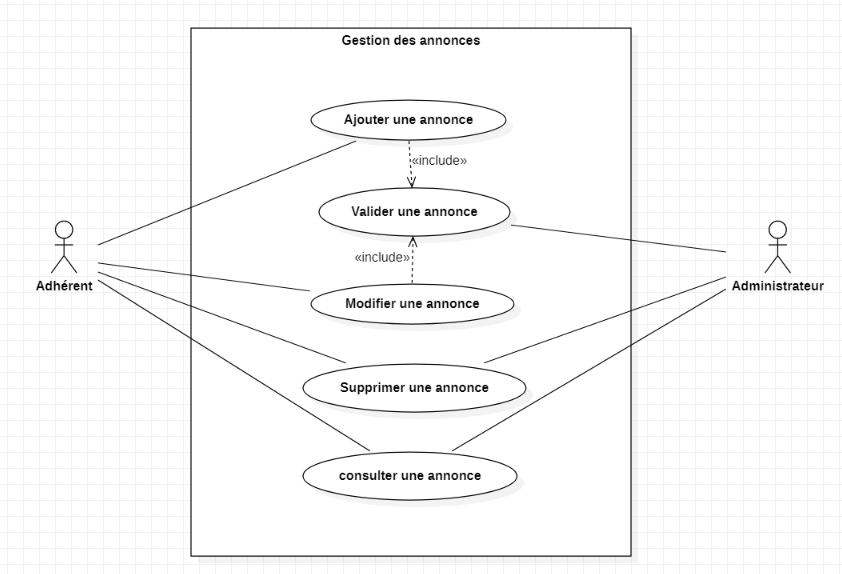 Gestion des annonces
Ajouter une annonce
«include»
Valider une annonce
«include»
Adhérent
Administrateur
Modifier une annonce
Supprimer une annonce
consulter une annonce